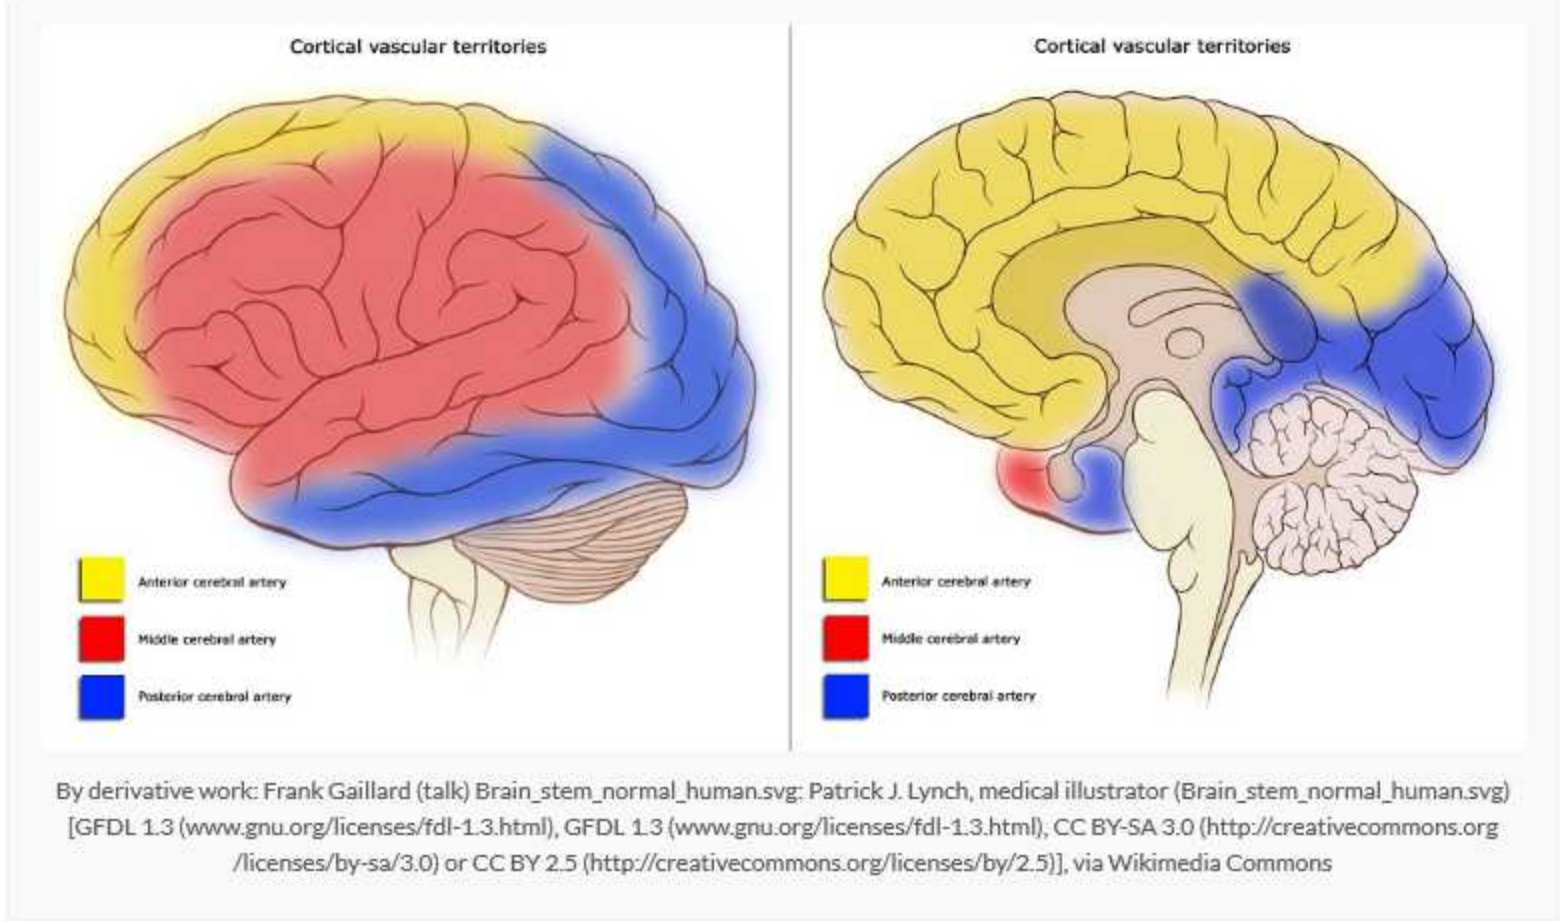 Cortical vascular territories
Anterior cerebral artery
Middle cerebral artery
Posterior cerebral artery
Cortical vascular territories
Anterior cerebral artery
Middle cerebral artery
Posterior cerebral artery
By derivative work: Frank Gaillard (talk) Brain_stem_normal_human.svg: Patrick J. Lynch, medical illustrator (Brain_stem_normal_human.svg)
[GFDL 1.3 (www.gnu.org/licenses/fdl-1.3.html), GFDL 1.3 (www.gnu.org/licenses/fdl-1.3.html), CC BY-SA 3.0 (http://creativecommons.org
/licenses/by-sa/3.0) or CC BY 2.5 (http://creativecommons.org/licenses/by/2.5)], via Wikimedia Commons